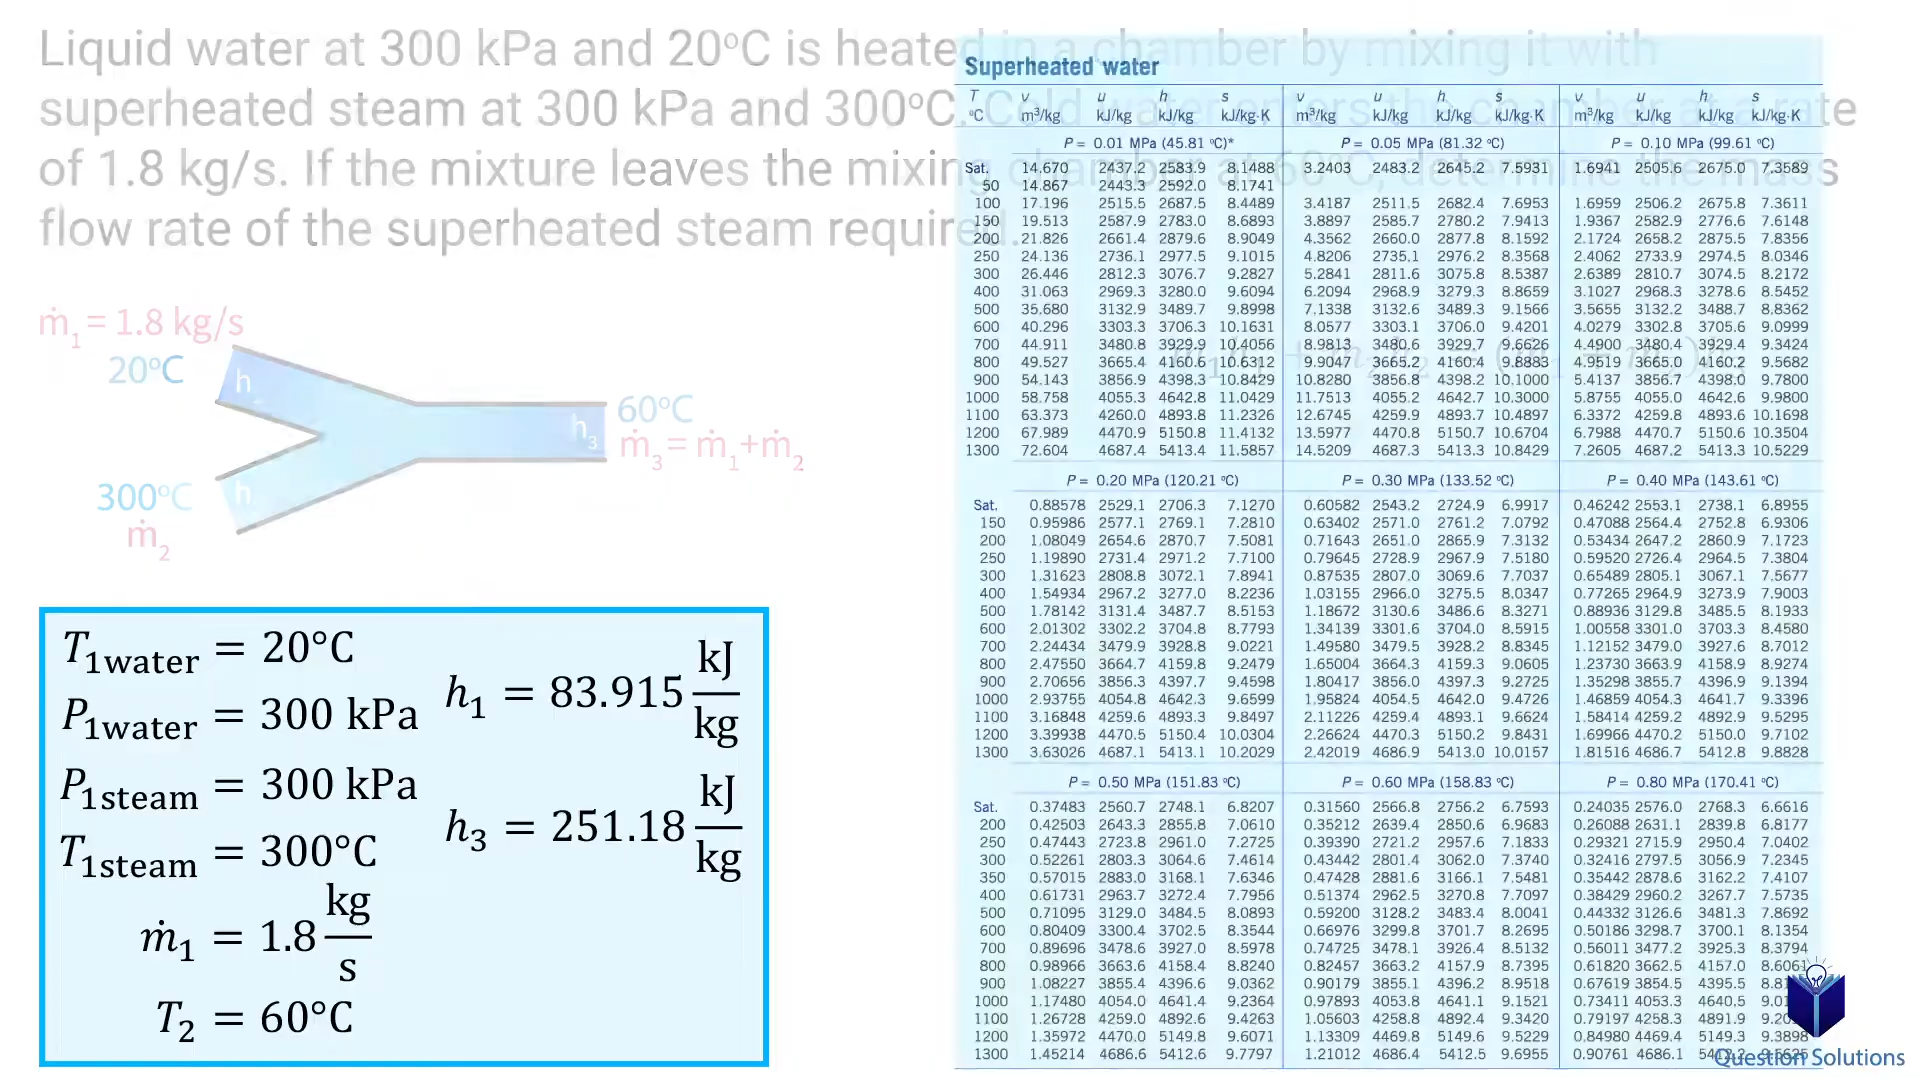 Liquid water at 300 kPa and 20°C is heated in a chamber by mixing it with
superheated steam at 300 kPa and 300°C. Cold water enters the chamber at a rate
of 1.8 kg/s. If the mixture leaves the mixing chamber at 60°C, determine the mass
flow rate of the superheated steam required.
ṁ₁ = 1.8 kg/s
20°C
h
60°C
h₃
ṁ₃ = ṁ₁+ṁ₂
300°C
h
ṁ₂
T₁water = 20°C
P₁water = 300 kPa
P₁steam = 300 kPa
T₁steam = 300°C
ṁ₁ = 1.8 kg/s
T₂ = 60°C
h₁ = 83.915 kJ/kg
h₃ = 251.18 kJ/kg
Superheated water
T v u h s v u h s v u h s
°C m³/kg kJ/kg kJ/kg kJ/kg·K m³/kg kJ/kg kJ/kg kJ/kg·K m³/kg kJ/kg kJ/kg kJ/kg·K
P = 0.01 MPa (45.81 °C)* P = 0.05 MPa (81.32 °C) P = 0.10 MPa (99.61 °C)
Sat. 14.670 2437.2 2583.9 8.1488 3.2403 2483.2 2645.2 7.5931 1.6941 2505.6 2675.0 7.3589
50 14.867 2443.3 2592.0 8.1741
100 17.196 2515.5 2687.5 8.4489 3.4187 2511.5 2682.4 7.6953 1.6959 2506.2 2675.8 7.3611
150 19.513 2587.9 2783.0 8.6893 3.8897 2585.7 2780.2 7.9413 1.9367 2582.9 2776.6 7.6148
200 21.826 2661.4 2879.6 8.9049 4.3562 2660.0 2877.8 8.1592 2.1724 2658.2 2875.5 7.8356
250 24.136 2736.1 2977.5 9.1015 4.8206 2735.1 2976.2 8.3568 2.4062 2733.9 2974.5 8.0346
300 26.446 2812.3 3076.7 9.2827 5.2841 2811.6 3075.8 8.5387 2.6389 2810.7 3074.5 8.2172
400 31.063 2969.3 3280.0 9.6094 6.2094 2968.9 3279.3 8.8659 3.1027 2968.3 3278.6 8.5452
500 35.680 3132.9 3489.7 9.8998 7.1338 3132.6 3489.3 9.1566 3.5655 3132.2 3488.7 8.8362
600 40.296 3303.3 3706.3 10.1631 8.0577 3303.1 3706.0 9.4201 4.0279 3302.8 3705.6 9.0999
700 44.911 3480.8 3929.9 10.4056 8.9813 3480.6 3929.7 9.6626 4.4900 3480.4 3929.4 9.3424
800 49.527 3665.4 4160.6 10.6312 9.9047 3665.2 4160.4 9.8883 4.9519 3665.0 4160.2 9.5682
900 54.143 3856.9 4398.3 10.8429 10.8280 3856.8 4398.2 10.1000 5.4137 3856.7 4398.0 9.7800
1000 58.758 4055.3 4642.8 11.0429 11.7513 4055.2 4642.7 10.3000 5.8755 4055.0 4642.6 9.9800
1100 63.373 4260.0 4893.8 11.2326 12.6745 4259.9 4893.7 10.4897 6.3372 4259.8 4893.6 10.1698
1200 67.989 4470.9 5150.8 11.4132 13.5977 4470.8 5150.7 10.6704 6.7988 4470.7 5150.6 10.3504
1300 72.604 4687.4 5413.4 11.5857 14.5209 4687.3 5413.3 10.8429 7.2605 4687.2 5413.3 10.5229
P = 0.20 MPa (120.21 °C) P = 0.30 MPa (133.52 °C) P = 0.40 MPa (143.61 °C)
Sat. 0.88578 2529.1 2706.3 7.1270 0.60582 2543.2 2724.9 6.9917 0.46242 2553.1 2738.1 6.8955
150 0.95986 2577.1 2769.1 7.2810 0.63402 2571.0 2761.2 7.0792 0.47088 2564.4 2752.8 6.9306
200 1.08049 2654.6 2870.7 7.5081 0.71643 2651.0 2865.9 7.3132 0.53434 2647.2 2860.9 7.1723
250 1.19890 2731.4 2971.2 7.7100 0.79645 2728.9 2967.9 7.5180 0.59520 2726.4 2964.5 7.3804
300 1.31623 2808.8 3072.1 7.8941 0.87535 2807.0 3069.6 7.7037 0.65489 2805.1 3067.1 7.5677
400 1.54934 2967.2 3277.0 8.2236 1.03155 2966.0 3275.5 8.0347 0.77265 2964.9 3273.9 7.9003
500 1.78142 3131.4 3487.7 8.5153 1.18672 3130.6 3486.6 8.3271 0.88936 3129.8 3485.5 8.1933
600 2.01302 3302.2 3704.8 8.7793 1.34139 3301.6 3704.0 8.5915 1.00558 3301.0 3703.3 8.4580
700 2.24434 3479.9 3928.8 9.0221 1.49580 3479.5 3928.2 8.8345 1.12152 3479.0 3927.6 8.7012
800 2.47550 3664.7 4159.8 9.2479 1.65004 3664.3 4159.3 9.0605 1.23730 3663.9 4158.9 8.9274
900 2.70656 3856.3 4397.7 9.4598 1.80417 3856.0 4397.3 9.2725 1.35298 3855.7 4396.9 9.1394
1000 2.93755 4054.8 4642.3 9.6599 1.95824 4054.5 4642.0 9.4726 1.46859 4054.3 4641.7 9.3396
1100 3.16848 4259.6 4893.3 9.8497 2.11226 4259.4 4893.1 9.6624 1.58414 4259.2 4892.9 9.5295
1200 3.39938 4470.5 5150.4 10.0304 2.26624 4470.3 5150.2 9.8431 1.69966 4470.2 5150.0 9.7102
1300 3.63026 4687.1 5413.1 10.2029 2.42019 4686.9 5413.0 10.0157 1.81516 4686.7 5412.8 9.8828
P = 0.50 MPa (151.83 °C) P = 0.60 MPa (158.83 °C) P = 0.80 MPa (170.41 °C)
Sat. 0.37483 2560.7 2748.1 6.8207 0.31560 2566.8 2756.2 6.7593 0.24035 2576.0 2768.3 6.6616
200 0.42503 2643.3 2855.8 7.0610 0.35212 2639.4 2850.6 6.9683 0.26088 2631.1 2839.8 6.8177
250 0.47443 2723.8 2961.0 7.2725 0.39390 2721.2 2957.6 7.1833 0.29321 2715.9 2950.4 7.0402
300 0.52261 2803.3 3064.6 7.4614 0.43442 2801.4 3062.0 7.3740 0.32416 2797.5 3056.9 7.2345
350 0.57015 2883.0 3168.1 7.6346 0.47428 2881.6 3166.1 7.5481 0.35442 2878.6 3162.2 7.4107
400 0.61731 2963.7 3272.4 7.7956 0.51374 2962.5 3270.8 7.7097 0.38429 2960.2 3267.7 7.5735
500 0.71095 3129.0 3484.5 8.0893 0.59200 3128.2 3483.4 8.0041 0.44332 3126.6 3481.3 7.8692
600 0.80409 3300.4 3702.5 8.3544 0.66976 3299.8 3701.7 8.2695 0.50186 3298.7 3700.1 8.1354
700 0.89696 3478.6 3927.0 8.5978 0.74725 3478.1 3926.4 8.5132 0.56011 3477.2 3925.3 8.3794
800 0.98966 3663.6 4158.4 8.8240 0.82457 3663.2 4157.9 8.7395 0.61820 3662.5 4157.0 8.6061
900 1.08227 3855.4 4396.6 9.0362 0.90179 3855.1 4396.2 8.9518 0.67619 3854.5 4395.5
1000 1.17480 4054.0 4641.4 9.2364 0.97893 4053.8 4641.1 9.1521 0.73411 4053.3 4640.5
1100 1.26728 4259.0 4892.6 9.4263 1.05603 4258.8 4892.4 9.3420 0.79197 4258.3 4891.9
1200 1.35972 4470.0 5149.8 9.6071 1.13309 4469.8 5149.6 9.5229 0.84980 4469.4 5149.3 9.3898
1300 1.45214 4686.6 5412.6 9.7797 1.21012 4686.4 5412.5 9.6955 0.90761 4686.1
Question Solutions